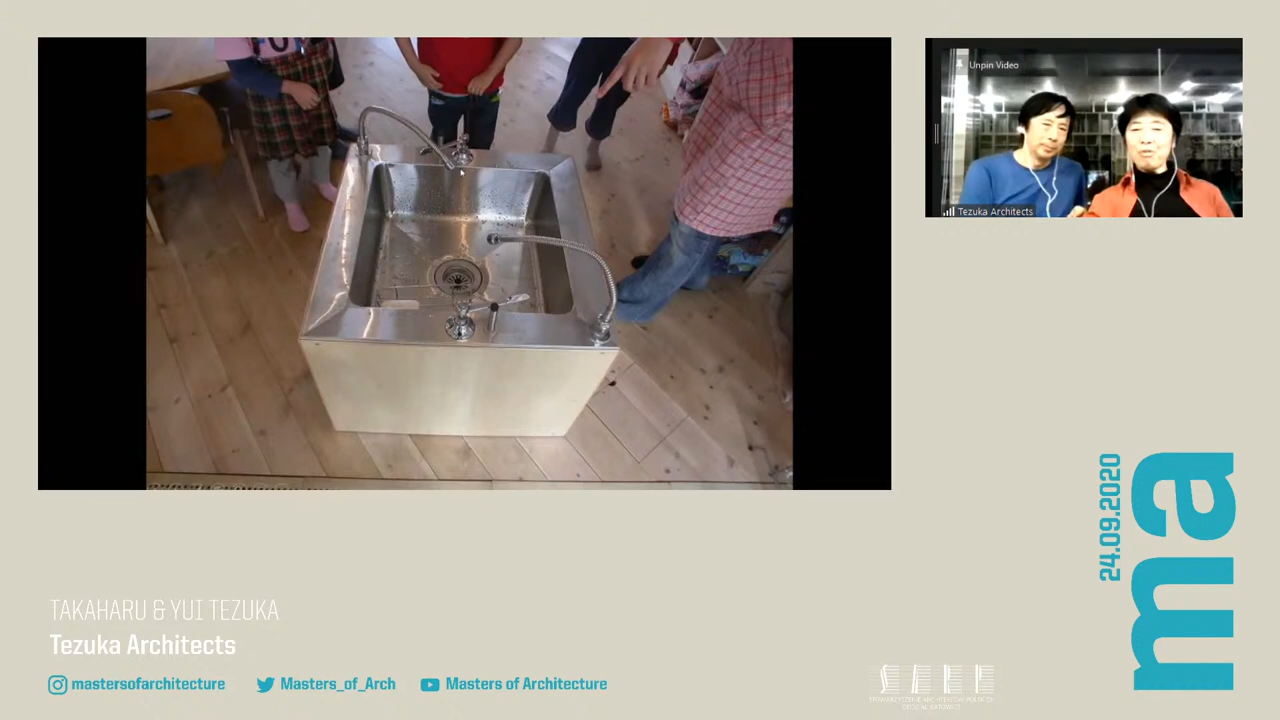 Unpin Video
Tezuka Architects
24.09.2020
ma
TAKAHARU & YUI TEZUKA
Tezuka Architects
mastersofarchitecture
Masters_of_Arch
Masters of Architecture